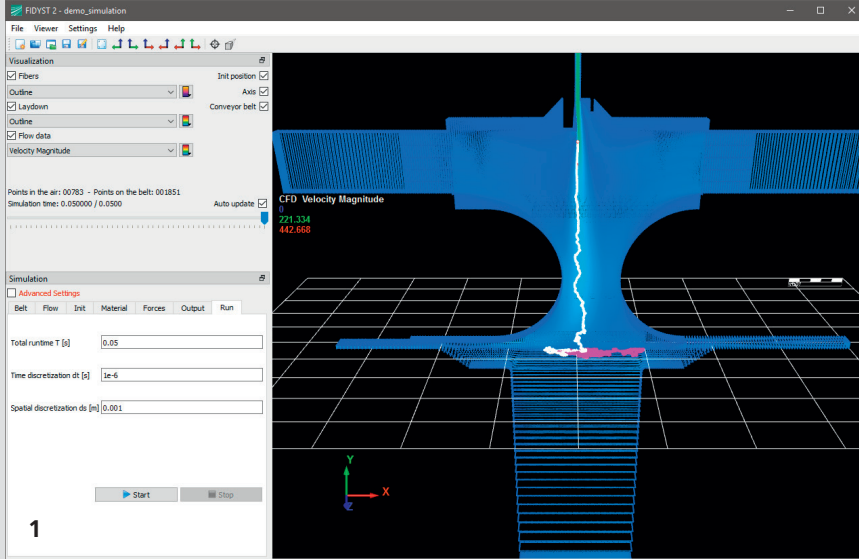 FIDYST 2 - demo_simulation
File Viewer Settings Help
Visualization
Fibers Init position
Outline Axis
Laydown Conveyor belt
Outline
Flow data
Velocity Magnitude
Points in the air: 00783 - Points on the belt: 001851
Simulation time: 0.050000 / 0.0500 Auto update
Simulation
Advanced Settings
Belt Flow Init Material Forces Output Run
Total runtime T [s] 0.05
Time discretization dt [s] 1e-6
Spatial discretization ds [m] 0.001
Start Stop
1
CFD Velocity Magnitude
0
221.334
442.668
Y
X
Z